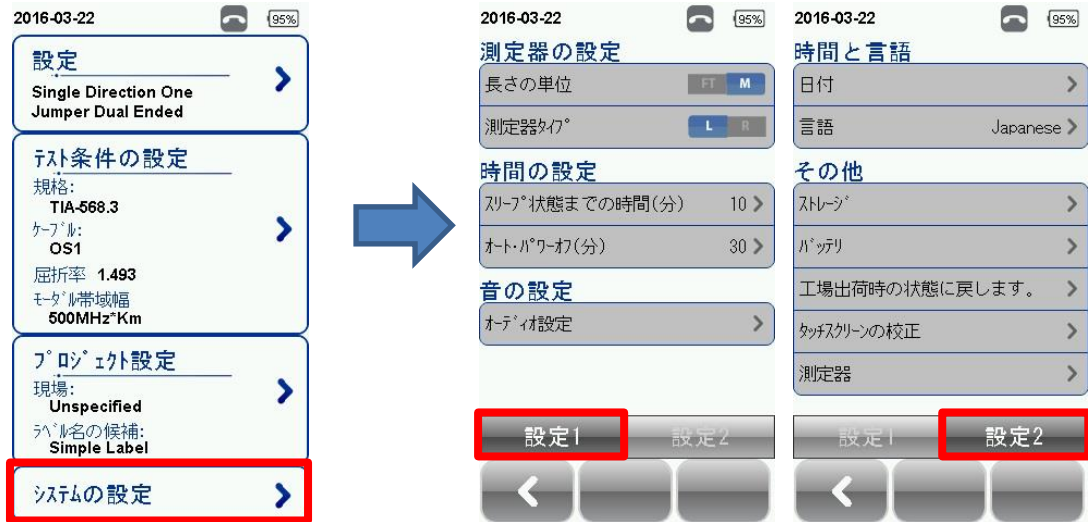 2016-03-22 95%
設定
Single Direction One
Jumper Dual Ended
ﾃｽﾄ条件の設定
規格:
TIA-568.3
ｹｰﾌﾞﾙ:
OS1
屈折率 1.493
ﾓｰﾀﾞﾙ帯域幅
500MHz*Km
ﾌﾟﾛｼﾞｪｸﾄ設定
現場:
Unspecified
ﾗﾍﾞﾙ名の候補:
Simple Label
ｼｽﾃﾑの設定
2016-03-22 95%
測定器の設定
長さの単位 FT M
測定器ﾀｲﾌﾟ L R
時間の設定
ｽﾘｰﾌﾟ状態までの時間(分) 10
ｵｰﾄ･ﾊﾟﾜｰｵﾌ(分) 30
音の設定
ｵｰﾃﾞｨｵ設定
設定1 設定2
2016-03-22 95%
時間と言語
日付
言語 Japanese
その他
ｽﾄﾚｰｼﾞ
ﾊﾞｯﾃﾘ
工場出荷時の状態に戻します。
ﾀｯﾁｽｸﾘｰﾝの校正
測定器
設定1 設定2